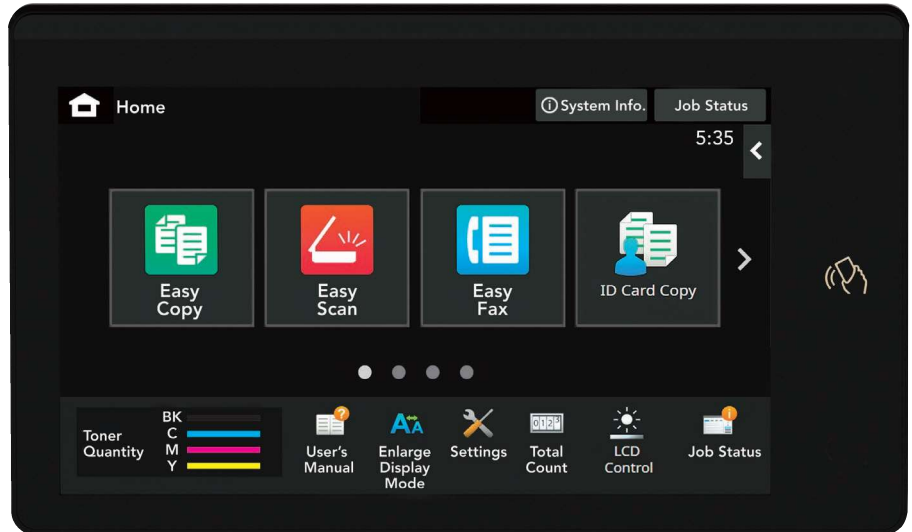 Home
System Info.
Job Status
5:35
Easy
Copy
Easy
Scan
Easy
Fax
ID Card Copy
Toner
Quantity
BK
C
M
Y
User's
Manual
Enlarge
Display
Mode
Settings
0123
Total
Count
LCD
Control
Job Status